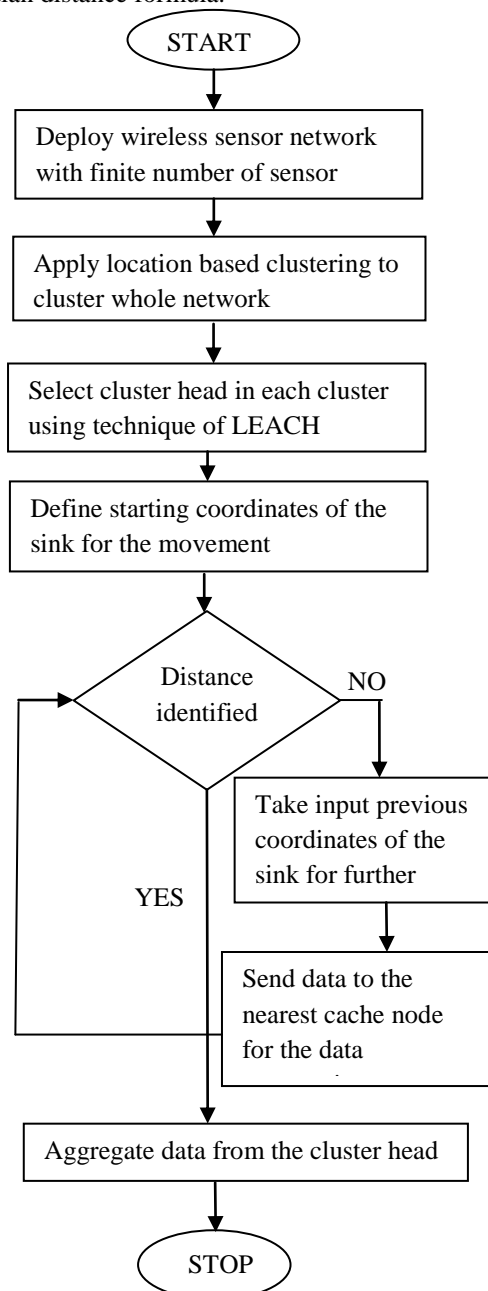 distance formula.
START
Deploy wireless sensor network
with finite number of sensor
Apply location based clustering to
cluster whole network
Select cluster head in each cluster
using technique of LEACH
Define starting coordinates of the
sink for the movement
Distance
identified
NO
Take input previous
coordinates of the
sink for further
YES
Send data to the
nearest cache node
for the data
Aggregate data from the cluster head
STOP